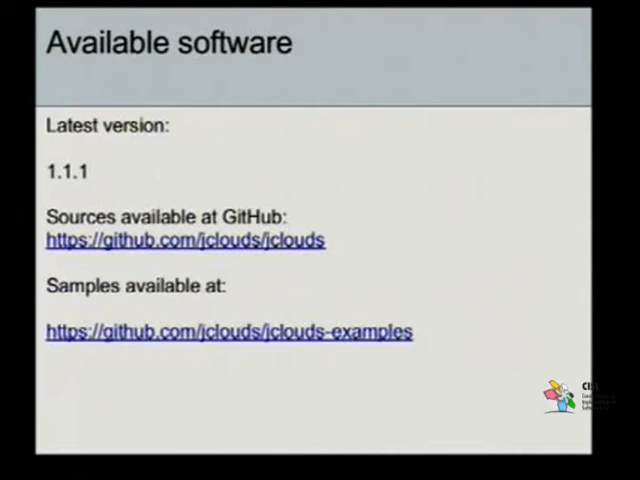 Available software
Latest version:
1.1.1
Sources available at GitHub:
https://github.com/jclouds/jclouds
Samples available at:
https://github.com/jclouds/jclouds-examples